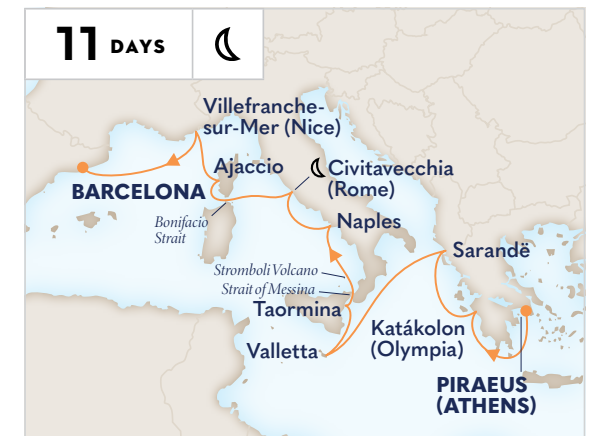 11 DAYS
Villefranche-
sur-Mer (Nice)
Ajaccio
Civitavecchia
(Rome)
BARCELONA
Bonifacio
Strait
Naples
Sarandë
Stromboli Volcano
Strait of Messina
Taormina
Katákolon
(Olympia)
Valletta
PIRAEUS
(ATHENS)